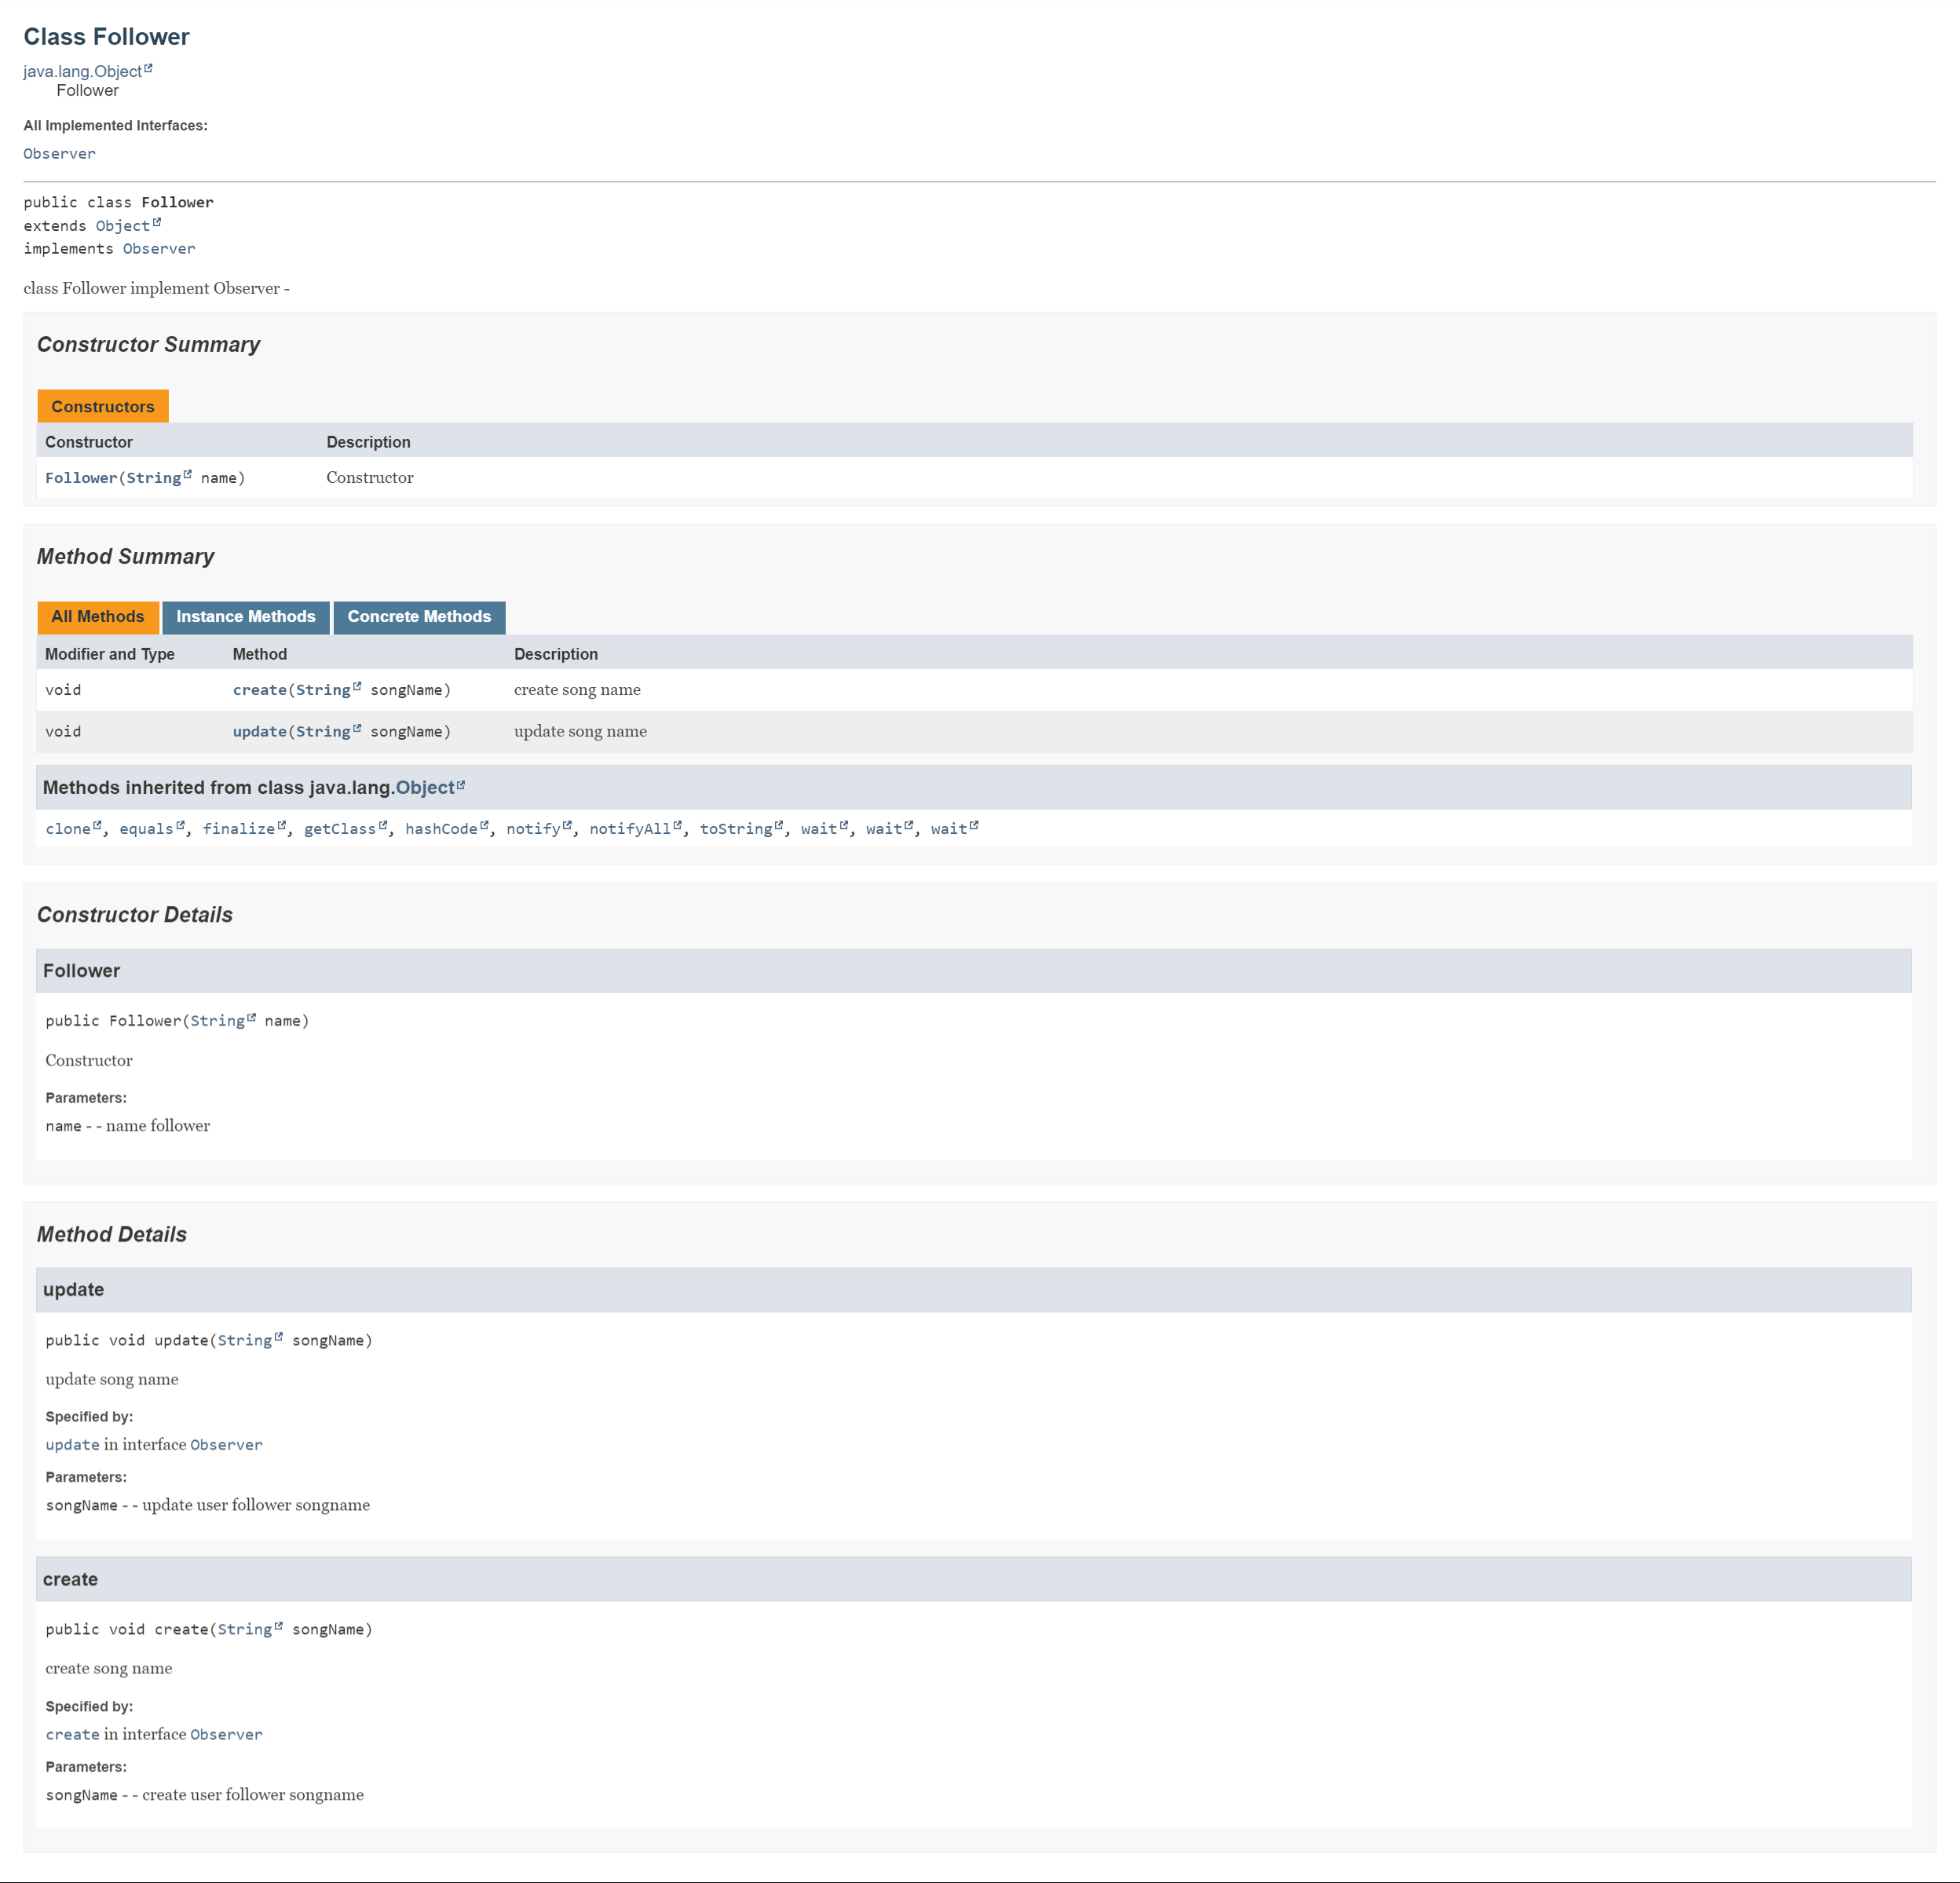 Class Follower
java.lang.Object
Follower
All Implemented Interfaces:
Observer
public class Follower
extends Object
implements Observer
class Follower implement Observer -
Constructor Summary
Constructors
Constructor Description
Follower(String name) Constructor
Method Summary
All Methods Instance Methods Concrete Methods
Modifier and Type Method Description
void create(String songName) create song name
void update(String songName) update song name
Methods inherited from class java.lang.Object
clone, equals, finalize, getClass, hashCode, notify, notifyAll, toString, wait, wait, wait
Constructor Details
Follower
public Follower(String name)
Constructor
Parameters:
name - - name follower
Method Details
update
public void update(String songName)
update song name
Specified by:
update in interface Observer
Parameters:
songName - - update user follower songname
create
public void create(String songName)
create song name
Specified by:
create in interface Observer
Parameters:
songName - - create user follower songname